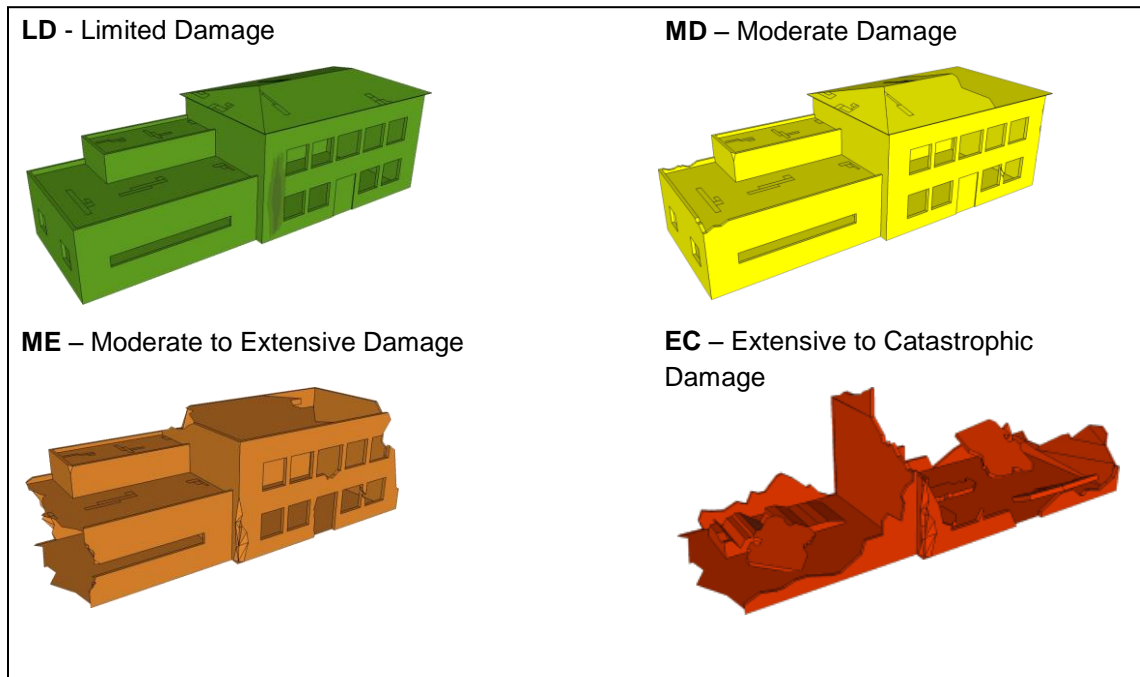 LD - Limited Damage
MD – Moderate Damage
ME – Moderate to Extensive Damage
EC – Extensive to Catastrophic
Damage